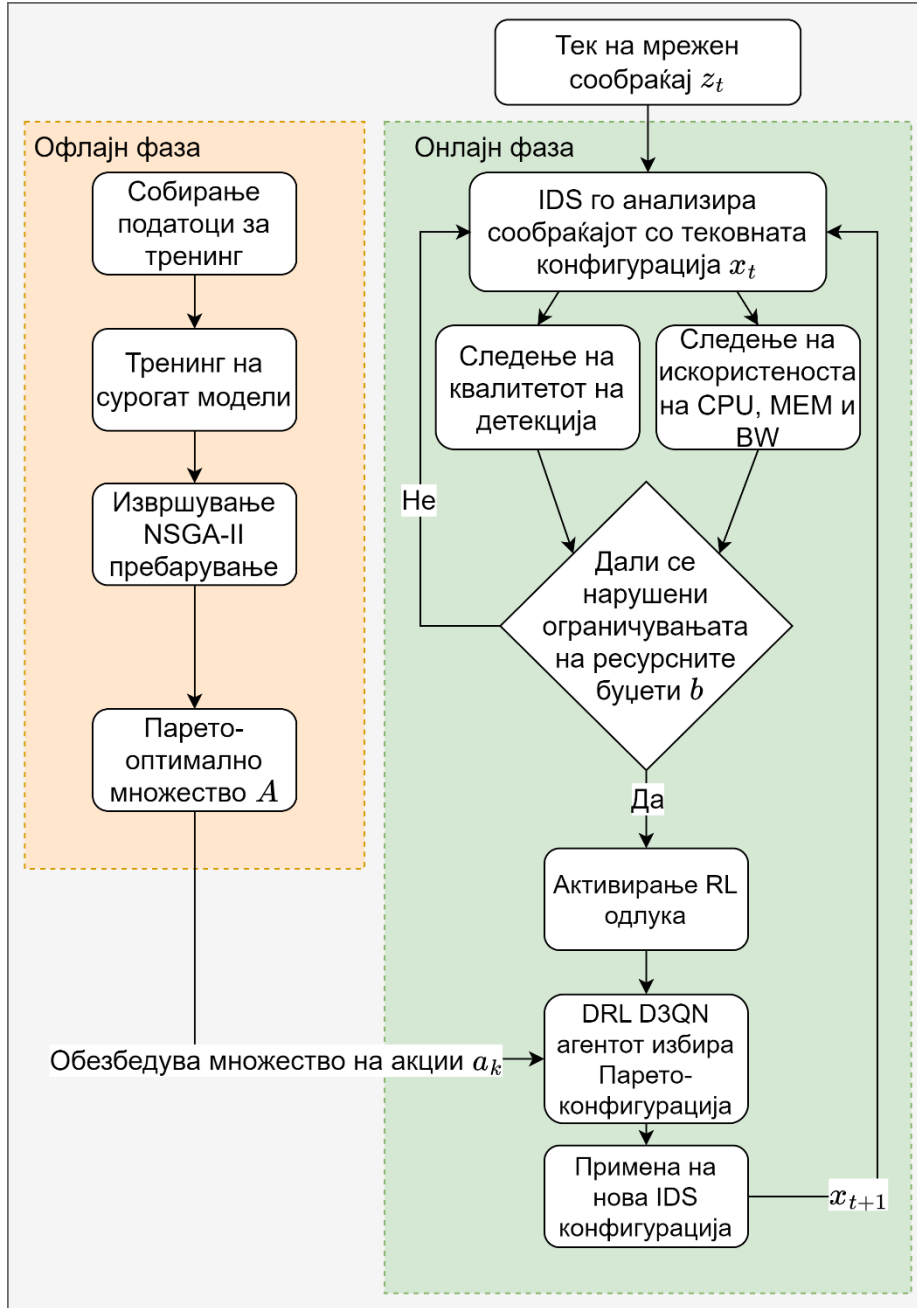 Тек на мрежен
сообраќај z_t
Офлајн фаза
Собирање
податоци за
тренинг
Тренинг на
сурогат модели
Извршување
NSGA-II
пребарување
Парето-
оптимално
множество A
Онлајн фаза
IDS го анализира
сообраќајот со тековната
конфигурација x_t
Следење на
квалитетот на
детекција
Следење на
искористеноста
на CPU, MEM и
BW
Не
Дали се
нарушени
ограничувањата
на ресурсните
буџети b
Да
Активирање RL
одлука
Обезбедува множество на акции a_k
DRL D3QN
агентот избира
Парето-
конфигурација
Примена на
нова IDS
конфигурација
x_{t+1}